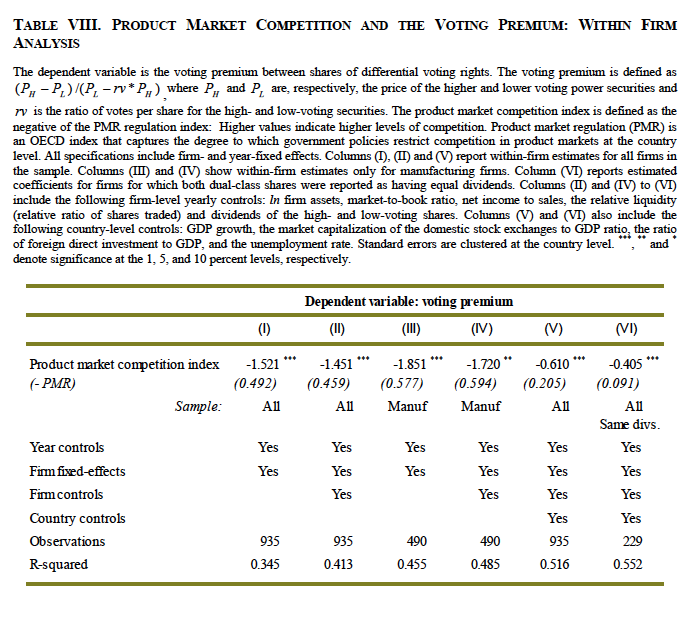 TABLE VIII. PRODUCT MARKET COMPETITION AND THE VOTING PREMIUM: WITHIN FIRM
ANALYSIS
The dependent variable is the voting premium between shares of differential voting rights. The voting premium is defined as
(P_H − P_L)/(P_L − rv*P_H), where P_H and P_L are, respectively, the price of the higher and lower voting power securities and
rv is the ratio of votes per share for the high- and low-voting securities. The product market competition index is defined as the
negative of the PMR regulation index: Higher values indicate higher levels of competition. Product market regulation (PMR) is
an OECD index that captures the degree to which government policies restrict competition in product markets at the country
level. All specifications include firm- and year-fixed effects. Columns (I), (II) and (V) report within-firm estimates for all firms in
the sample. Columns (III) and (IV) show within-firm estimates only for manufacturing firms. Column (VI) reports estimated
coefficients for firms for which both dual-class shares were reported as having equal dividends. Columns (II) and (IV) to (VI)
include the following firm-level yearly controls: ln firm assets, market-to-book ratio, net income to sales, the relative liquidity
(relative ratio of shares traded) and dividends of the high- and low-voting shares. Columns (V) and (VI) also include the
following country-level controls: GDP growth, the market capitalization of the domestic stock exchanges to GDP ratio, the ratio
of foreign direct investment to GDP, and the unemployment rate. Standard errors are clustered at the country level. ***, ** and *
denote significance at the 1, 5, and 10 percent levels, respectively.
Dependent variable: voting premium
(I) (II) (III) (IV) (V) (VI)
Product market competition index -1.521 *** -1.451 *** -1.851 *** -1.720 ** -0.610 *** -0.405 ***
(- PMR) (0.492) (0.459) (0.577) (0.594) (0.205) (0.091)
Sample: All All Manuf Manuf All All
Same divs.
Year controls Yes Yes Yes Yes Yes Yes
Firm fixed-effects Yes Yes Yes Yes Yes Yes
Firm controls Yes Yes Yes Yes
Country controls Yes Yes
Observations 935 935 490 490 935 229
R-squared 0.345 0.413 0.455 0.485 0.516 0.552